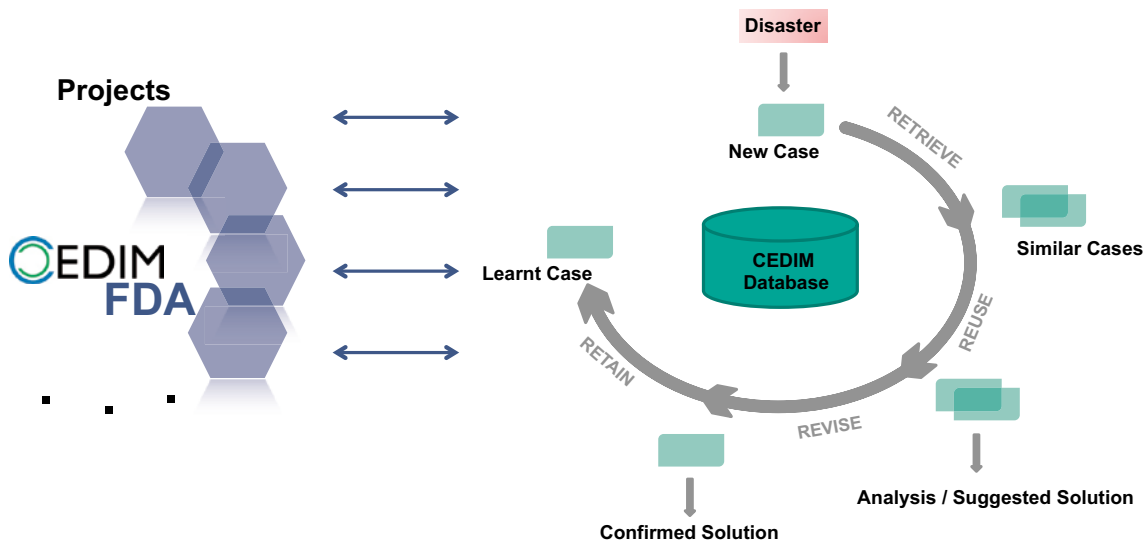 Disaster
Projects
RETRIEVE
New Case
Similar Cases
CEDIM
FDA
Learnt Case
CEDIM
Database
REUSE
RETAIN
REVISE
Analysis / Suggested Solution
Confirmed Solution